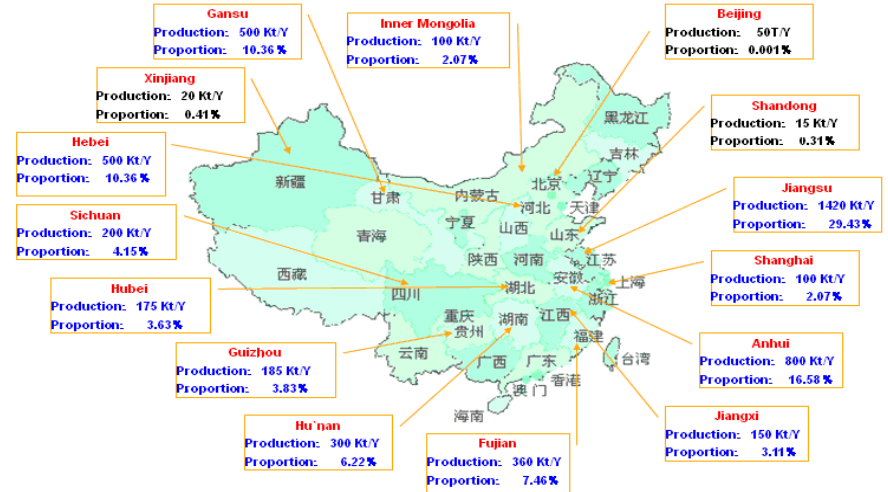 Gansu
Production: 500 Kt/Y
Proportion: 10.36%
Inner Mongolia
Production: 100 Kt/Y
Proportion: 2.07%
Beijing
Production: 50T/Y
Proportion: 0.001%
Xinjiang
Production: 20 Kt/Y
Proportion: 0.41%
Shandong
Production: 15 Kt/Y
Proportion: 0.31%
Hebei
Production: 500 Kt/Y
Proportion: 10.36%
Jiangsu
Production: 1420 Kt/Y
Proportion: 29.43%
Sichuan
Production: 200 Kt/Y
Proportion: 4.15%
Shanghai
Production: 100 Kt/Y
Proportion: 2.07%
Hubei
Production: 175 Kt/Y
Proportion: 3.63%
Anhui
Production: 800 Kt/Y
Proportion: 16.58%
Guizhou
Production: 185 Kt/Y
Proportion: 3.83%
Jiangxi
Production: 150 Kt/Y
Proportion: 3.11%
Hu`nan
Production: 300 Kt/Y
Proportion: 6.22%
Fujian
Production: 360 Kt/Y
Proportion: 7.46%
黑龙江
吉林
辽宁
新疆
甘肃
内蒙古
北京
天津
河北
宁夏
山西
山东
青海
陕西
河南
江苏
西藏
四川
湖北
安徽
上海
浙江
重庆
贵州
湖南
江西
福建
云南
广西
广东
台湾
香港
澳门
海南